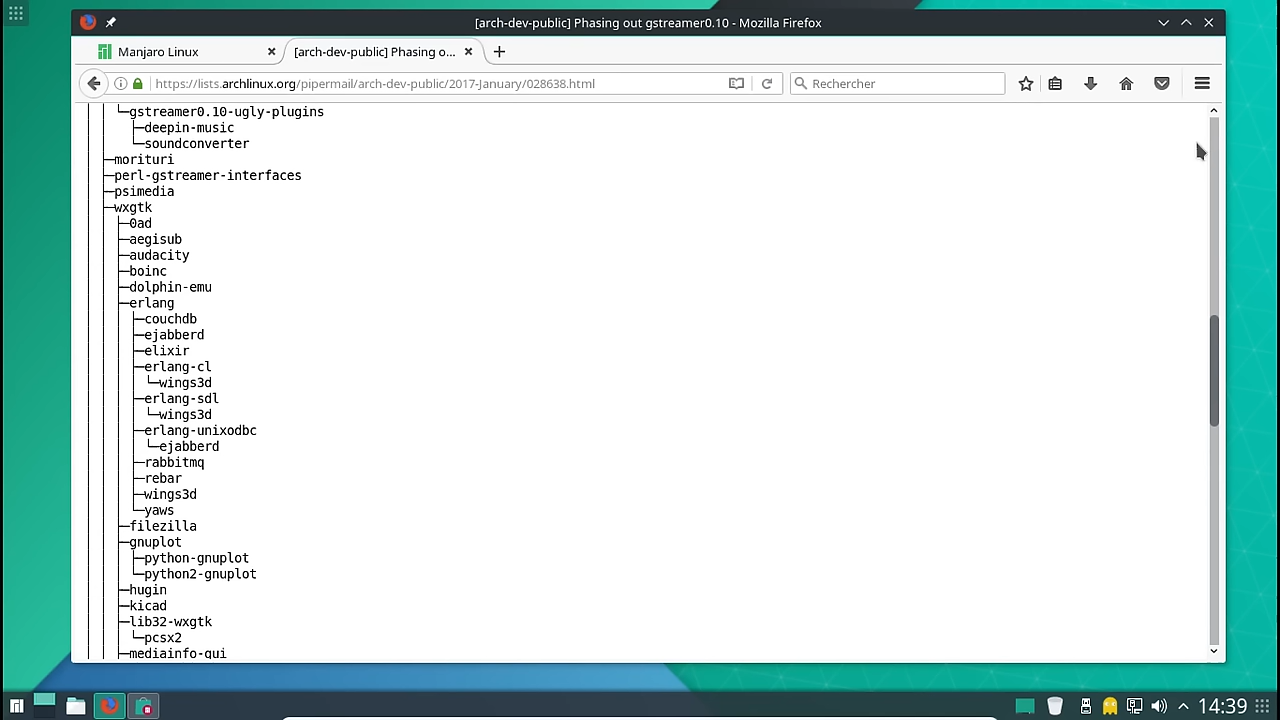 [arch-dev-public] Phasing out gstreamer0.10 - Mozilla Firefox
Manjaro Linux
[arch-dev-public] Phasing o...
https://lists.archlinux.org/pipermail/arch-dev-public/2017-January/028638.html
Rechercher
gstreamer0.10-ugly-plugins
deepin-music
soundconverter
morituri
perl-gstreamer-interfaces
psimedia
wxgtk
0ad
aegisub
audacity
boinc
dolphin-emu
erlang
couchdb
ejabberd
elixir
erlang-cl
wings3d
erlang-sdl
wings3d
erlang-unixodbc
ejabberd
rabbitmq
rebar
wings3d
yaws
filezilla
gnuplot
python-gnuplot
python2-gnuplot
hugin
kicad
lib32-wxgtk
pcsx2
mediainfo-gui
14:39